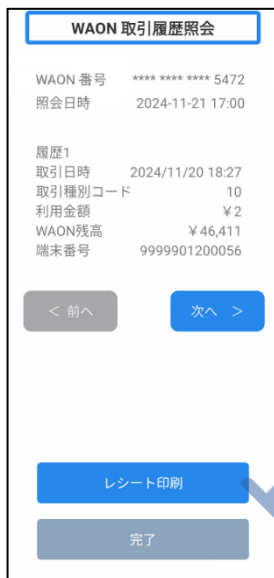 WAON 取引履歴照会
WAON 番号 **** **** **** 5472
照会日時 2024-11-21 17:00
履歴1
取引日時 2024/11/20 18:27
取引種別コード 10
利用金額 ￥2
WAON残高 ￥46,411
端末番号 9999901200056
< 前へ 次へ >
レシート印刷
完了